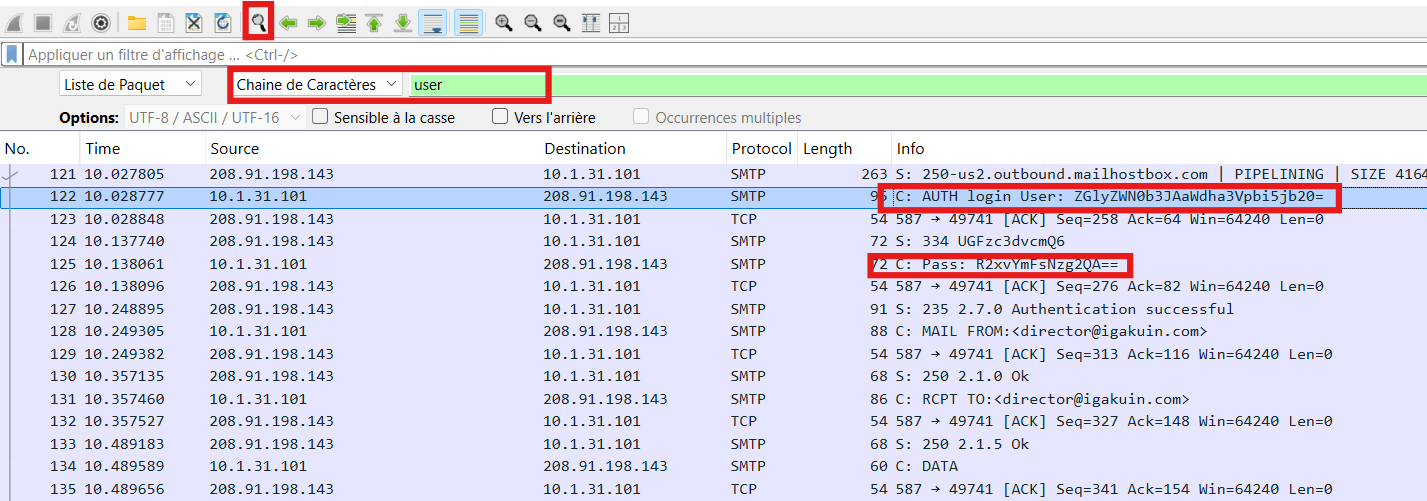 Appliquer un filtre d'affichage ... <Ctrl-/>
Liste de Paquet Chaine de Caractères user
Options: UTF-8 / ASCII / UTF-16 Sensible à la casse Vers l'arrière Occurrences multiples
No. Time Source Destination Protocol Length Info
121 10.027805 208.91.198.143 10.1.31.101 SMTP 263 S: 250-us2.outbound.mailhostbox.com | PIPELINING | SIZE 4164
122 10.028777 10.1.31.101 208.91.198.143 SMTP 96 C: AUTH login User: ZGlyZWN0b3JAaWdha3Vpbi5jb20=
123 10.028848 208.91.198.143 10.1.31.101 TCP 54 587 → 49741 [ACK] Seq=258 Ack=64 Win=64240 Len=0
124 10.137740 208.91.198.143 10.1.31.101 SMTP 72 S: 334 UGFzc3dvcmQ6
125 10.138061 10.1.31.101 208.91.198.143 SMTP 72 C: Pass: R2xvYmFsNzg2QA==
126 10.138096 208.91.198.143 10.1.31.101 TCP 54 587 → 49741 [ACK] Seq=276 Ack=82 Win=64240 Len=0
127 10.248895 208.91.198.143 10.1.31.101 SMTP 91 S: 235 2.7.0 Authentication successful
128 10.249305 10.1.31.101 208.91.198.143 SMTP 88 C: MAIL FROM:<director@igakuin.com>
129 10.249382 208.91.198.143 10.1.31.101 TCP 54 587 → 49741 [ACK] Seq=313 Ack=116 Win=64240 Len=0
130 10.357135 208.91.198.143 10.1.31.101 SMTP 68 S: 250 2.1.0 Ok
131 10.357460 10.1.31.101 208.91.198.143 SMTP 86 C: RCPT TO:<director@igakuin.com>
132 10.357527 208.91.198.143 10.1.31.101 TCP 54 587 → 49741 [ACK] Seq=327 Ack=148 Win=64240 Len=0
133 10.489183 208.91.198.143 10.1.31.101 SMTP 68 S: 250 2.1.5 Ok
134 10.489589 10.1.31.101 208.91.198.143 SMTP 60 C: DATA
135 10.489656 208.91.198.143 10.1.31.101 TCP 54 587 → 49741 [ACK] Seq=341 Ack=154 Win=64240 Len=0